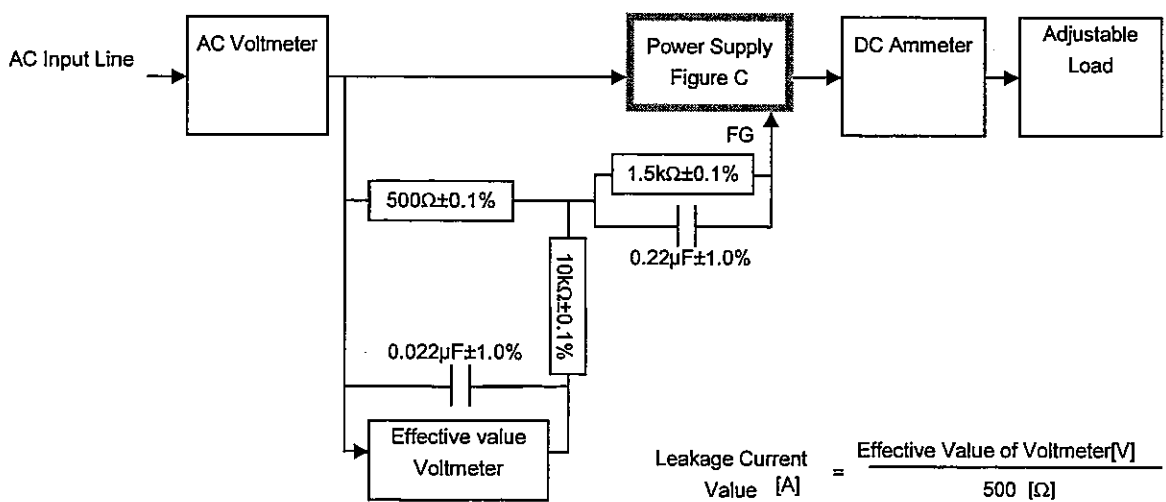 AC Input Line
AC Voltmeter
Power Supply
Figure C
DC Ammeter
Adjustable
Load
FG
500Ω±0.1%
1.5kΩ±0.1%
0.22µF±1.0%
10kΩ±0.1%
0.022µF±1.0%
Effective value
Voltmeter
Leakage Current
Value [A]
=
Effective Value of Voltmeter[V]
500 [Ω]